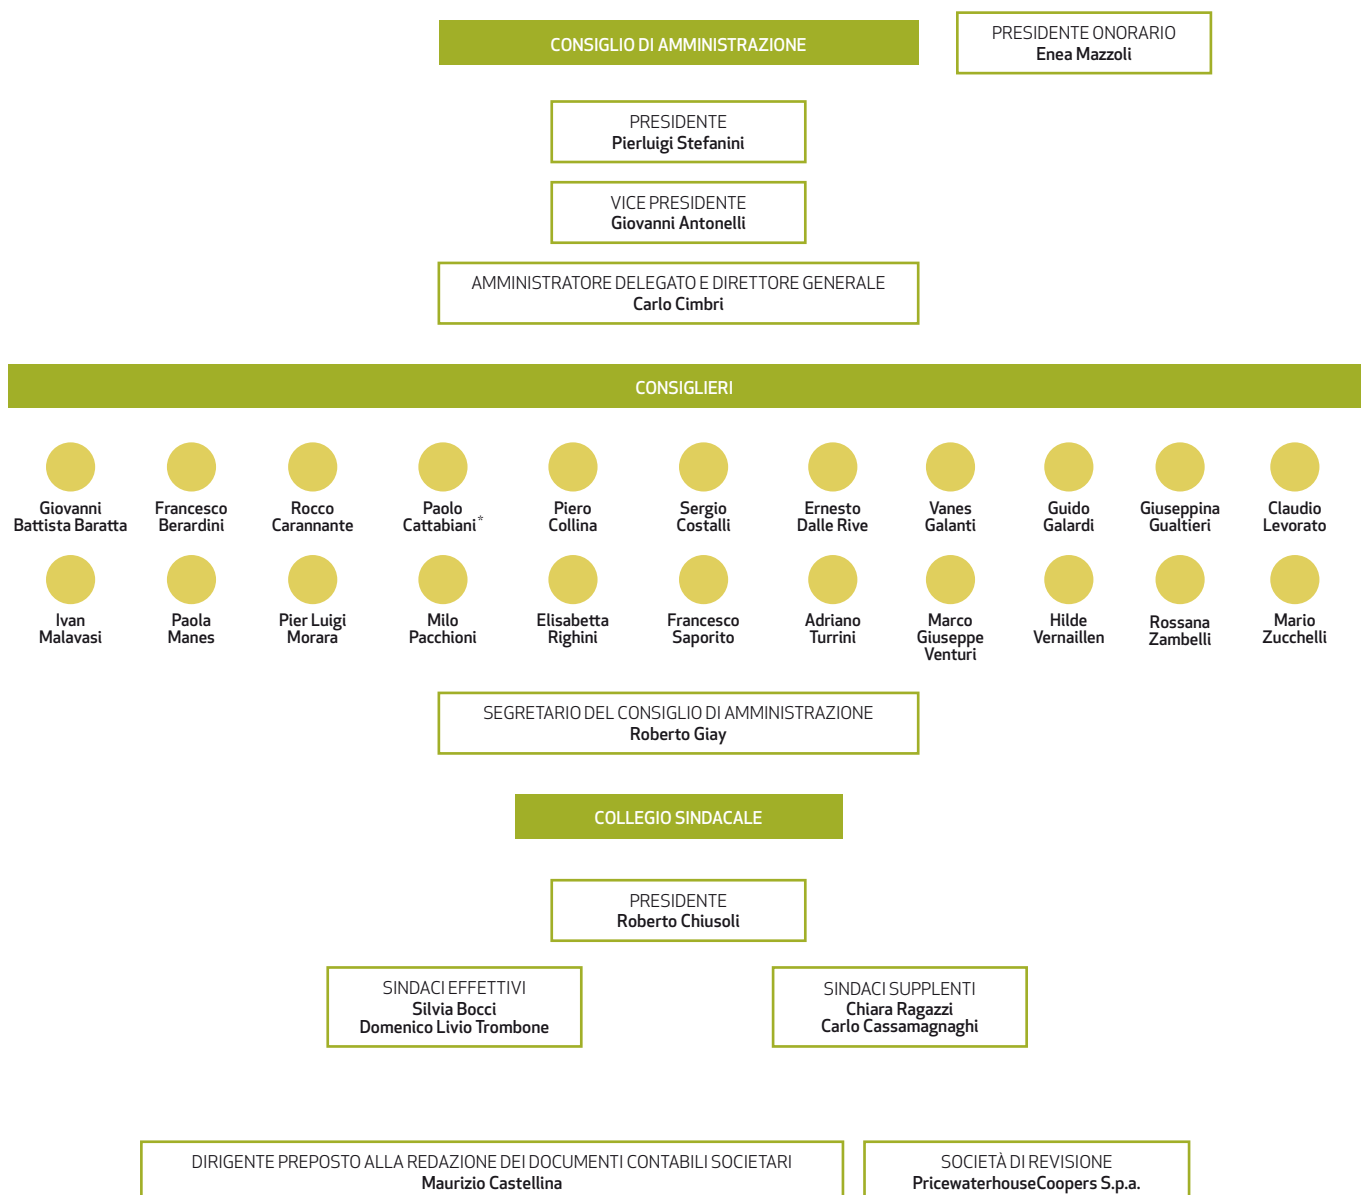 CONSIGLIO DI AMMINISTRAZIONE
PRESIDENTE ONORARIO
Enea Mazzoli
PRESIDENTE
Pierluigi Stefanini
VICE PRESIDENTE
Giovanni Antonelli
AMMINISTRATORE DELEGATO E DIRETTORE GENERALE
Carlo Cimbri
CONSIGLIERI
Giovanni
Battista Baratta
Francesco
Berardini
Rocco
Carannante
Paolo
Cattabiani*
Piero
Collina
Sergio
Costalli
Ernesto
Dalle Rive
Vanes
Galanti
Guido
Galardi
Giuseppina
Gualtieri
Claudio
Levorato
Ivan
Malavasi
Paola
Manes
Pier Luigi
Morara
Milo
Pacchioni
Elisabetta
Righini
Francesco
Saporito
Adriano
Turrini
Marco
Giuseppe
Venturi
Hilde
Vernaillen
Rossana
Zambelli
Mario
Zucchelli
SEGRETARIO DEL CONSIGLIO DI AMMINISTRAZIONE
Roberto Giay
COLLEGIO SINDACALE
PRESIDENTE
Roberto Chiusoli
SINDACI EFFETTIVI
Silvia Bocci
Domenico Livio Trombone
SINDACI SUPPLENTI
Chiara Ragazzi
Carlo Cassamagnaghi
DIRIGENTE PREPOSTO ALLA REDAZIONE DEI DOCUMENTI CONTABILI SOCIETARI
Maurizio Castellina
SOCIETÀ DI REVISIONE
PricewaterhouseCoopers S.p.a.